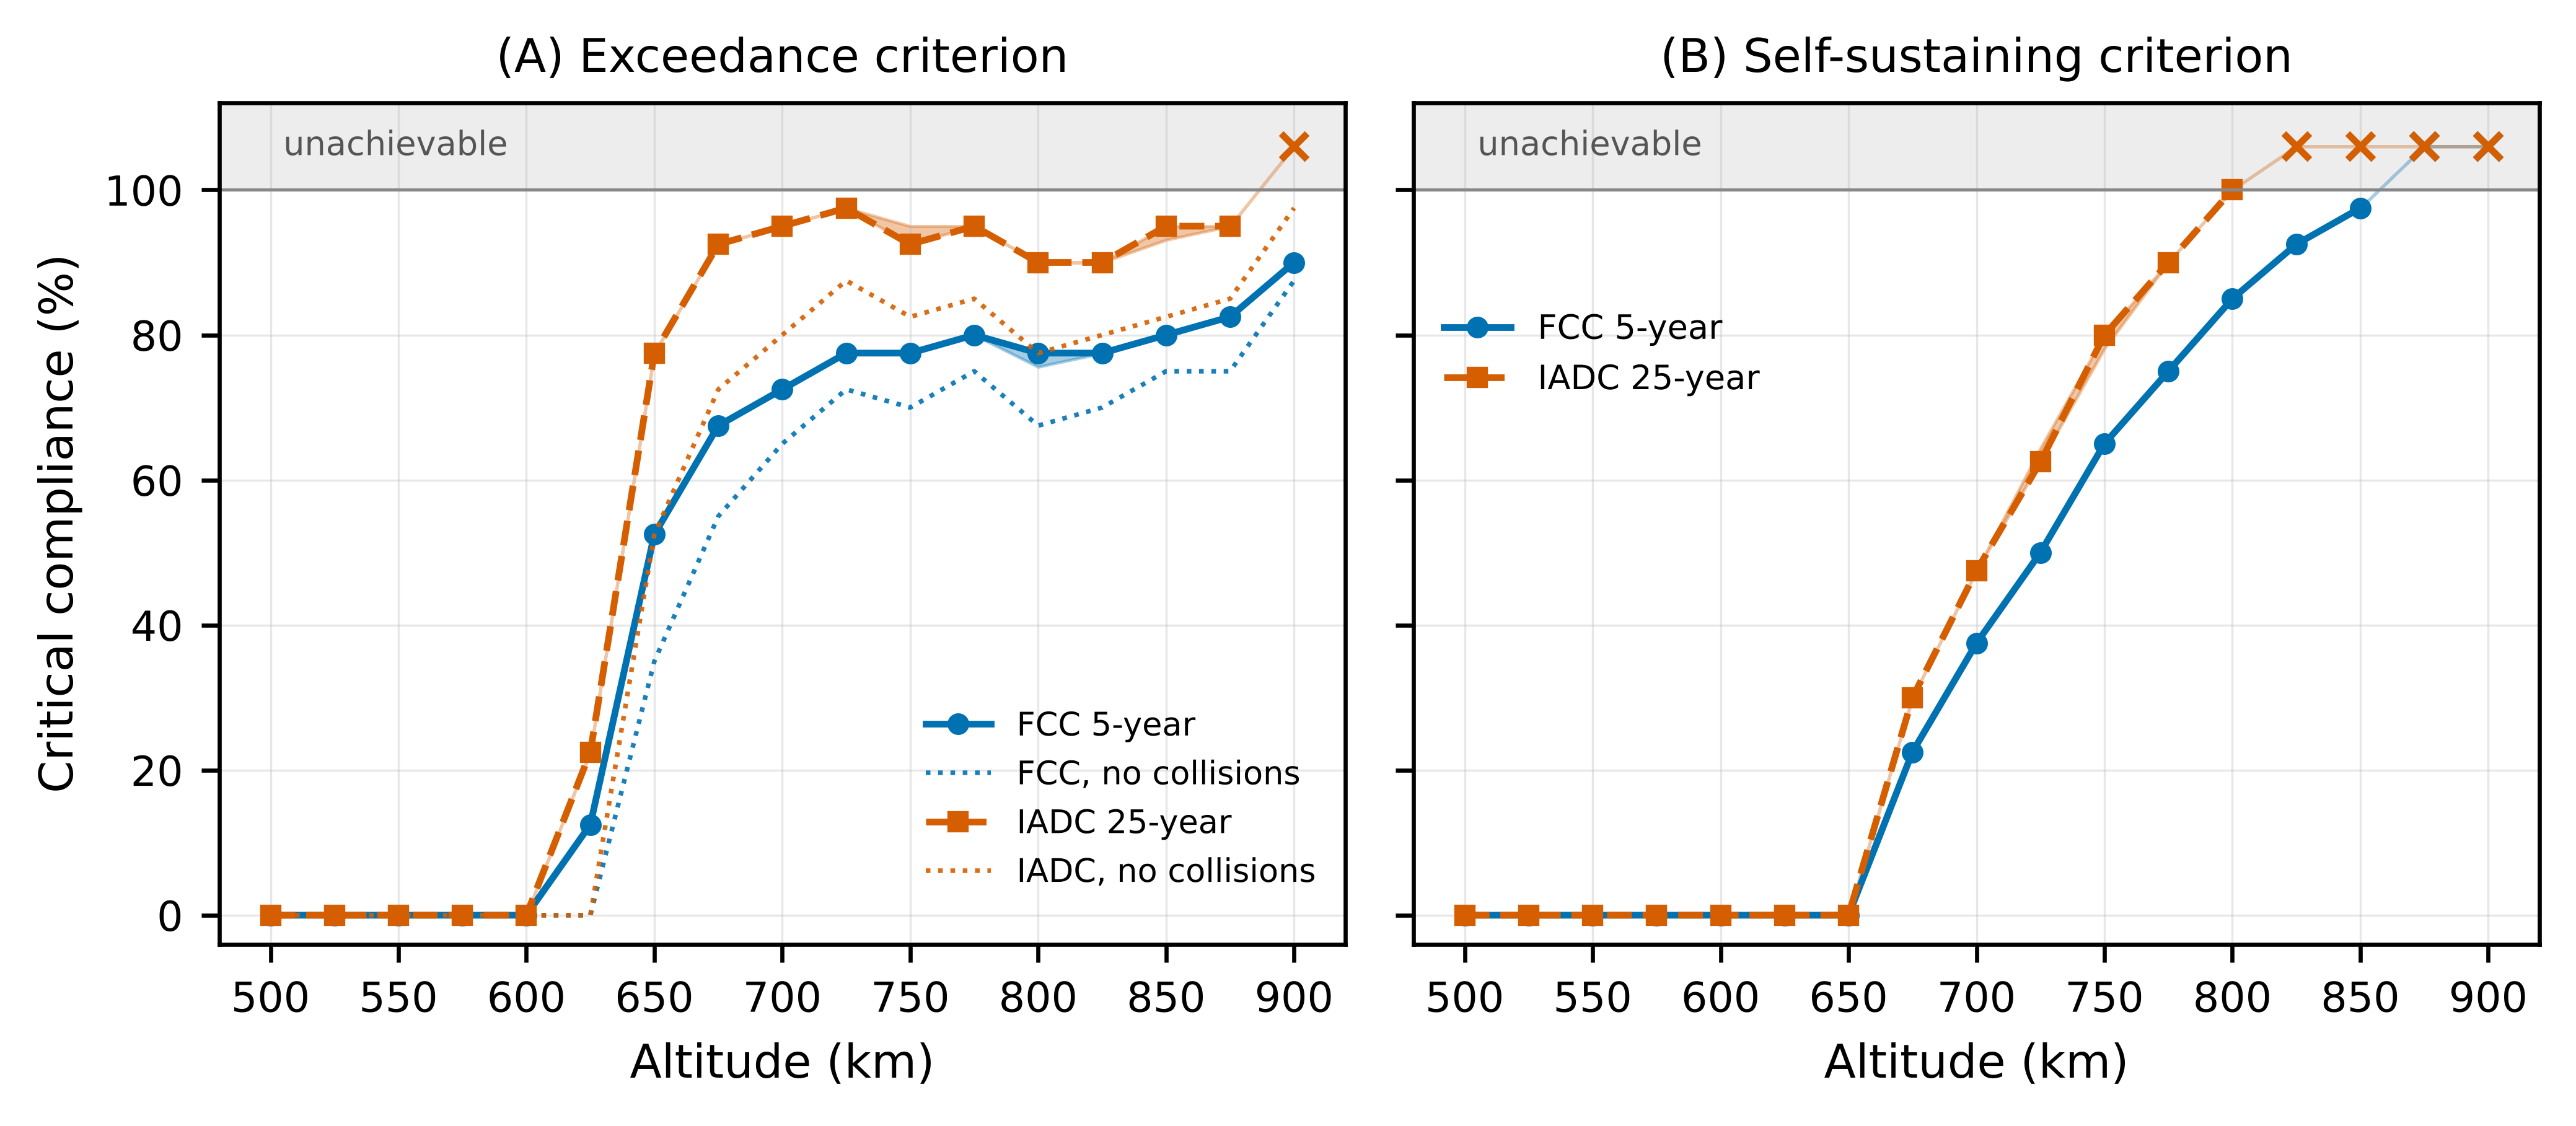 (A) Exceedance criterion
unachievable
Critical compliance (%)
100
80
60
40
20
0
FCC 5-year
FCC, no collisions
IADC 25-year
IADC, no collisions
500 550 600 650 700 750 800 850 900
Altitude (km)
(B) Self-sustaining criterion
unachievable
FCC 5-year
IADC 25-year
500 550 600 650 700 750 800 850 900
Altitude (km)